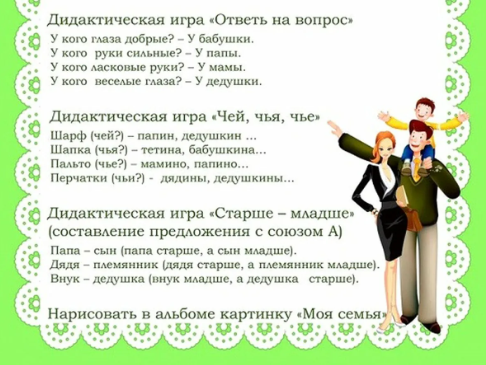 Дидактическая игра «Ответь на вопрос»
У кого глаза добрые? – У бабушки.
У кого  руки сильные? – У папы.
У кого ласковые руки? – У мамы.
У кого  веселые глаза? – У дедушки.
Дидактическая игра «Чей, чья, чье»
Шарф (чей?) – папин, дедушкин ...
Шапка (чья?) – тетина, бабушкина...
Пальто (чье?) – мамино, папино...
Перчатки (чьи?) -  дядины, дедушкины...
Дидактическая игра «Старше – младше»
(составление предложения с союзом А)
Папа – сын (папа старше, а сын младше).
Дядя – племянник (дядя старше, а племянник младше).
Внук – дедушка (внук младше, а дедушка   старше).
Нарисовать в альбоме картинку «Моя семья»